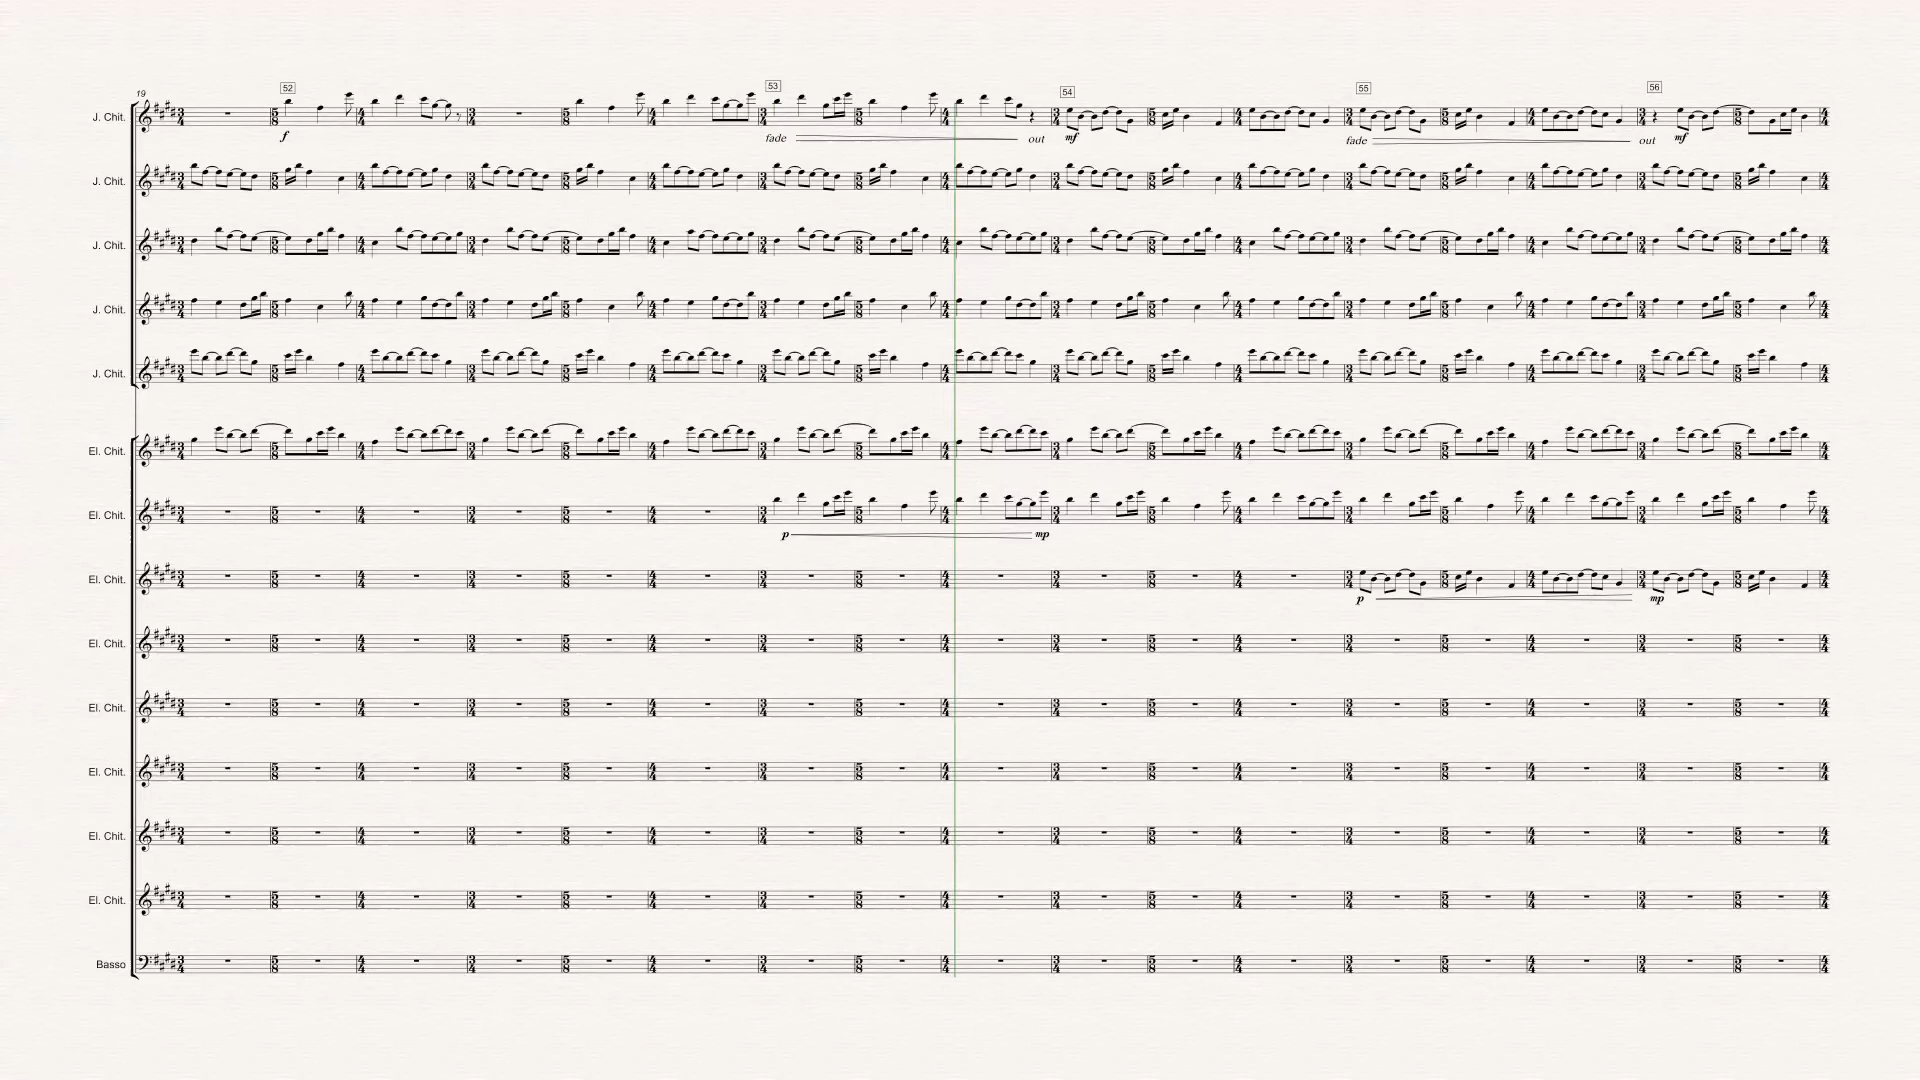 19 52 53 54 55 56
J. Chit.
f fade out mf fade out mf
J. Chit.
J. Chit.
J. Chit.
J. Chit.
El. Chit.
El. Chit.
p mp
El. Chit.
p mp
El. Chit.
El. Chit.
El. Chit.
El. Chit.
El. Chit.
Basso